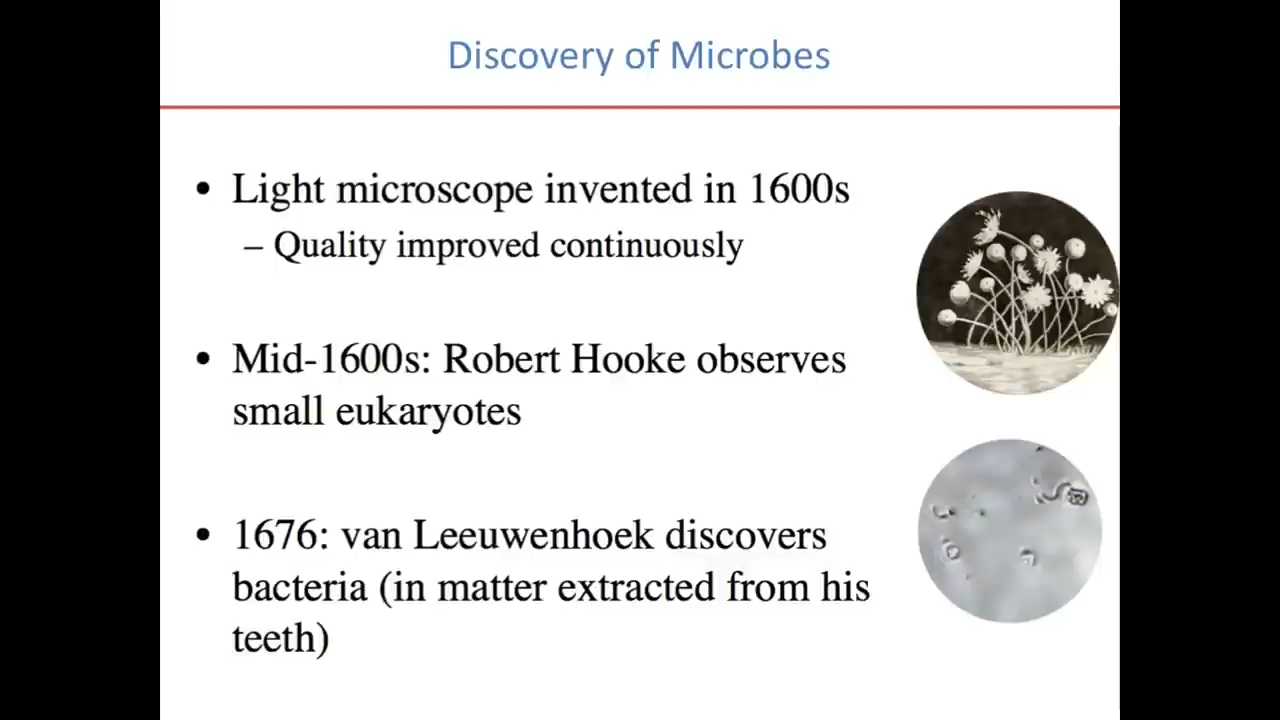 Discovery of Microbes
• Light microscope invented in 1600s
– Quality improved continuously
• Mid-1600s: Robert Hooke observes
small eukaryotes
• 1676: van Leeuwenhoek discovers
bacteria (in matter extracted from his
teeth)